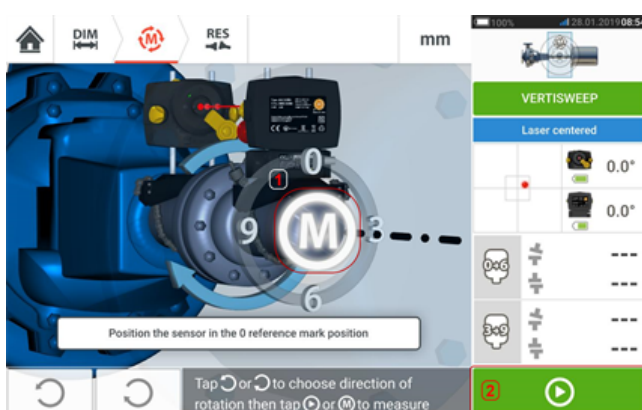 DIM
M
RES
mm
100%
28.01.2019 08:54
VERTISWEEP
Laser centered
0.0°
0.0°
0
1
9
M
3
6
Position the sensor in the 0 reference mark position
0+6
---
---
3+9
---
---
Tap or to choose direction of
rotation then tap or M to measure
2